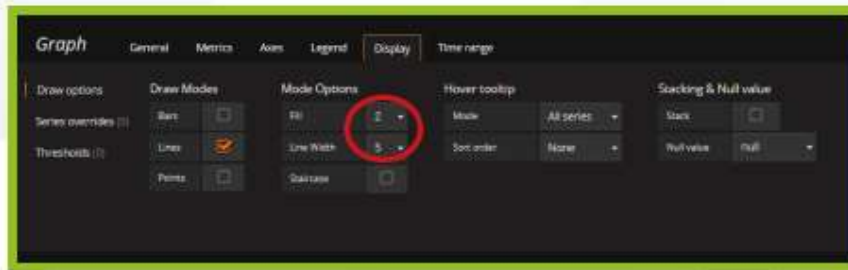 Graph General Metrics Axes Legend Display Time range
Draw options Draw Modes Mode Options Hover tooltip Stacking & Null value
Series overrides (0) Bars Fill 2 Mode All series Stack
Thresholds (0) Lines Line Width 5 Sort order None Null value null
Points Staircase